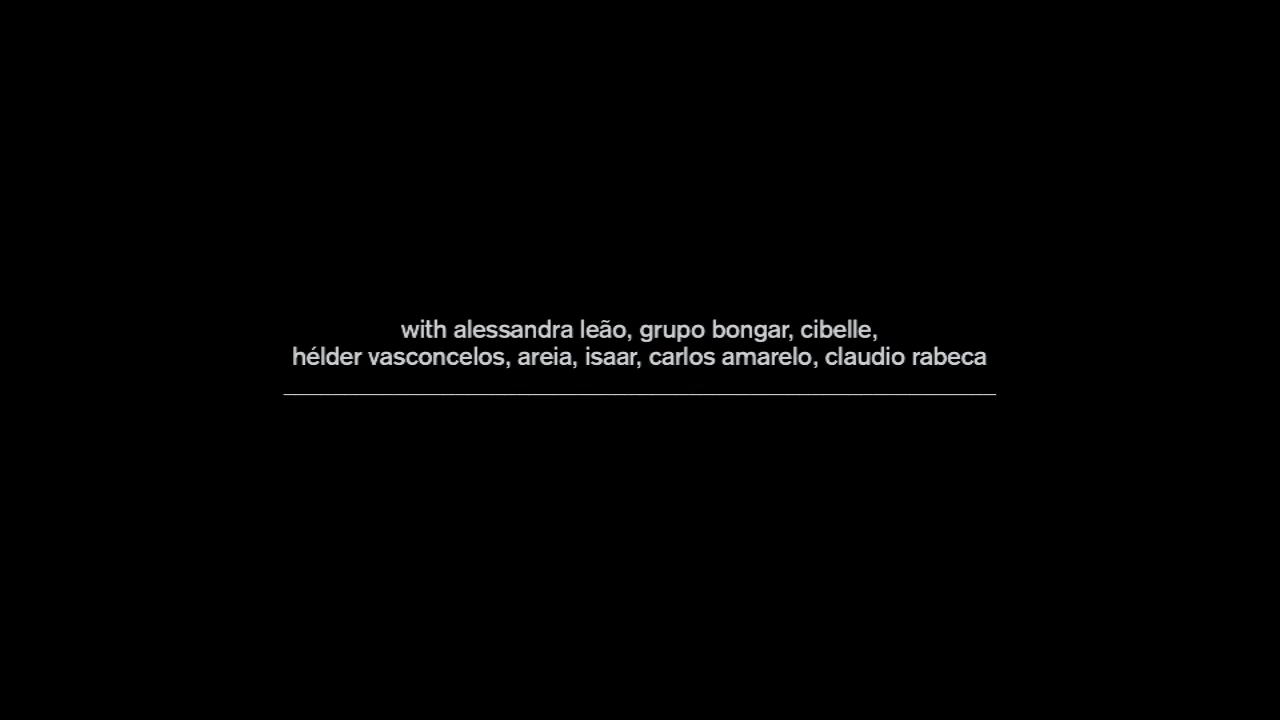 with alessandra leão, grupo bongar, cibelle,
hélder vasconcelos, areia, isaar, carlos amarelo, claudio rabeca